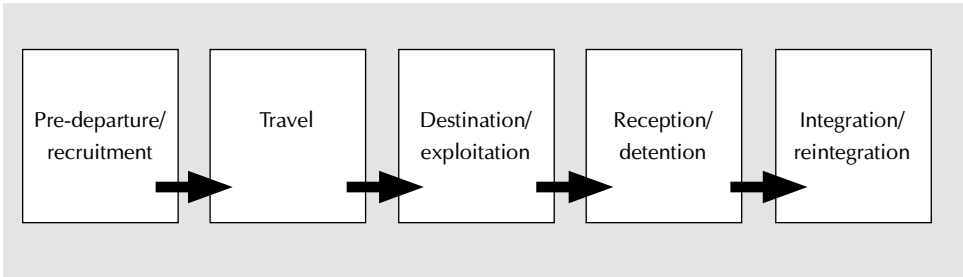 Pre-departure/
recruitment
Travel
Destination/
exploitation
Reception/
detention
Integration/
reintegration